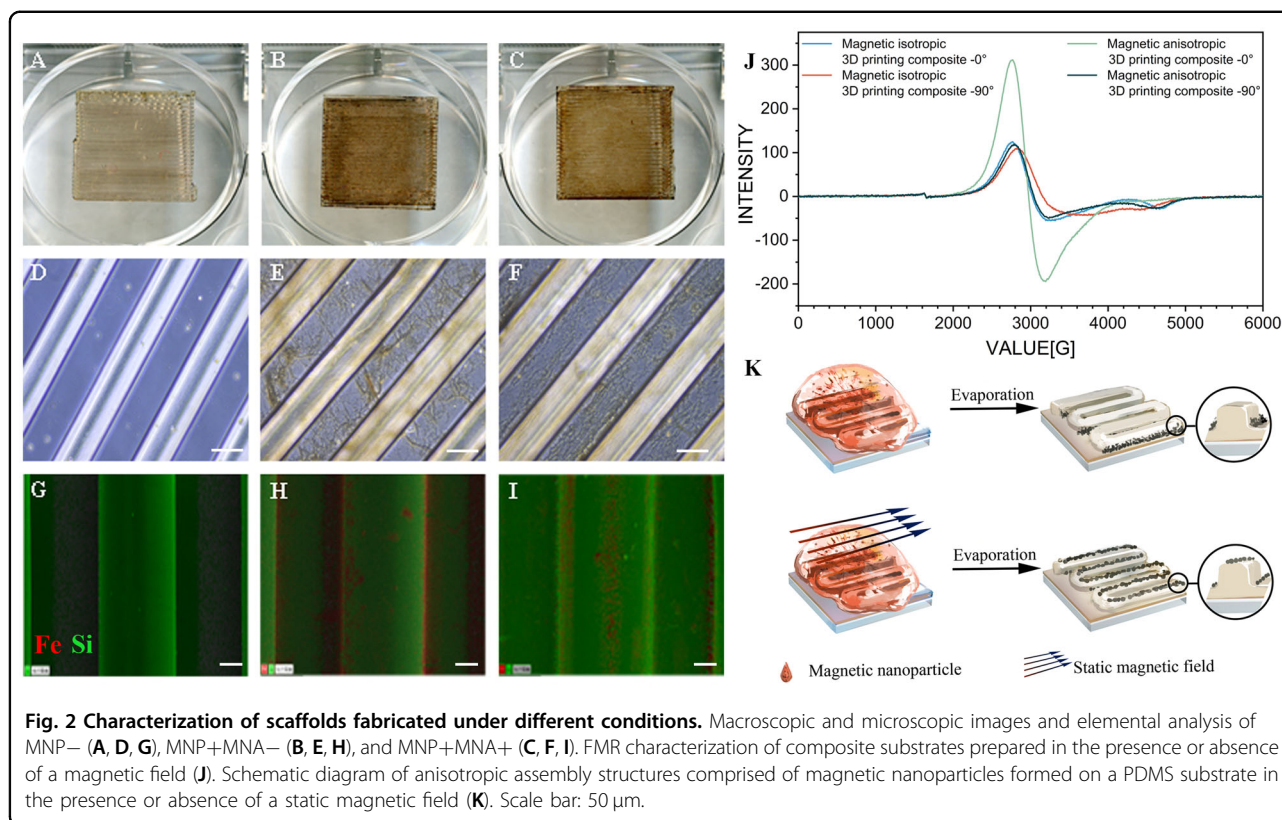 A
B
C
D
E
F
G
H
I
Fe Si
J
Magnetic isotropic
3D printing composite -0°
Magnetic isotropic
3D printing composite -90°
Magnetic anisotropic
3D printing composite -0°
Magnetic anisotropic
3D printing composite -90°
INTENSITY
300
200
100
0
-100
-200
0 1000 2000 3000 4000 5000 6000
VALUE[G]
K
Evaporation
Evaporation
Magnetic nanoparticle
Static magnetic field
Fig. 2 Characterization of scaffolds fabricated under different conditions. Macroscopic and microscopic images and elemental analysis of
MNP− (A, D, G), MNP+MNA− (B, E, H), and MNP+MNA+ (C, F, I). FMR characterization of composite substrates prepared in the presence or absence
of a magnetic field (J). Schematic diagram of anisotropic assembly structures comprised of magnetic nanoparticles formed on a PDMS substrate in
the presence or absence of a static magnetic field (K). Scale bar: 50 μm.